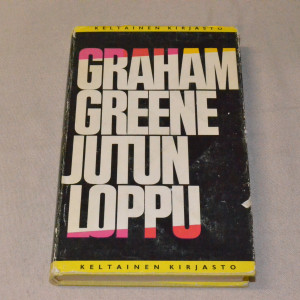 KELTAINEN KIRJASTO
GRAHAM
GREENE
JUTUN
LOPPU
KELTAINEN KIRJASTO